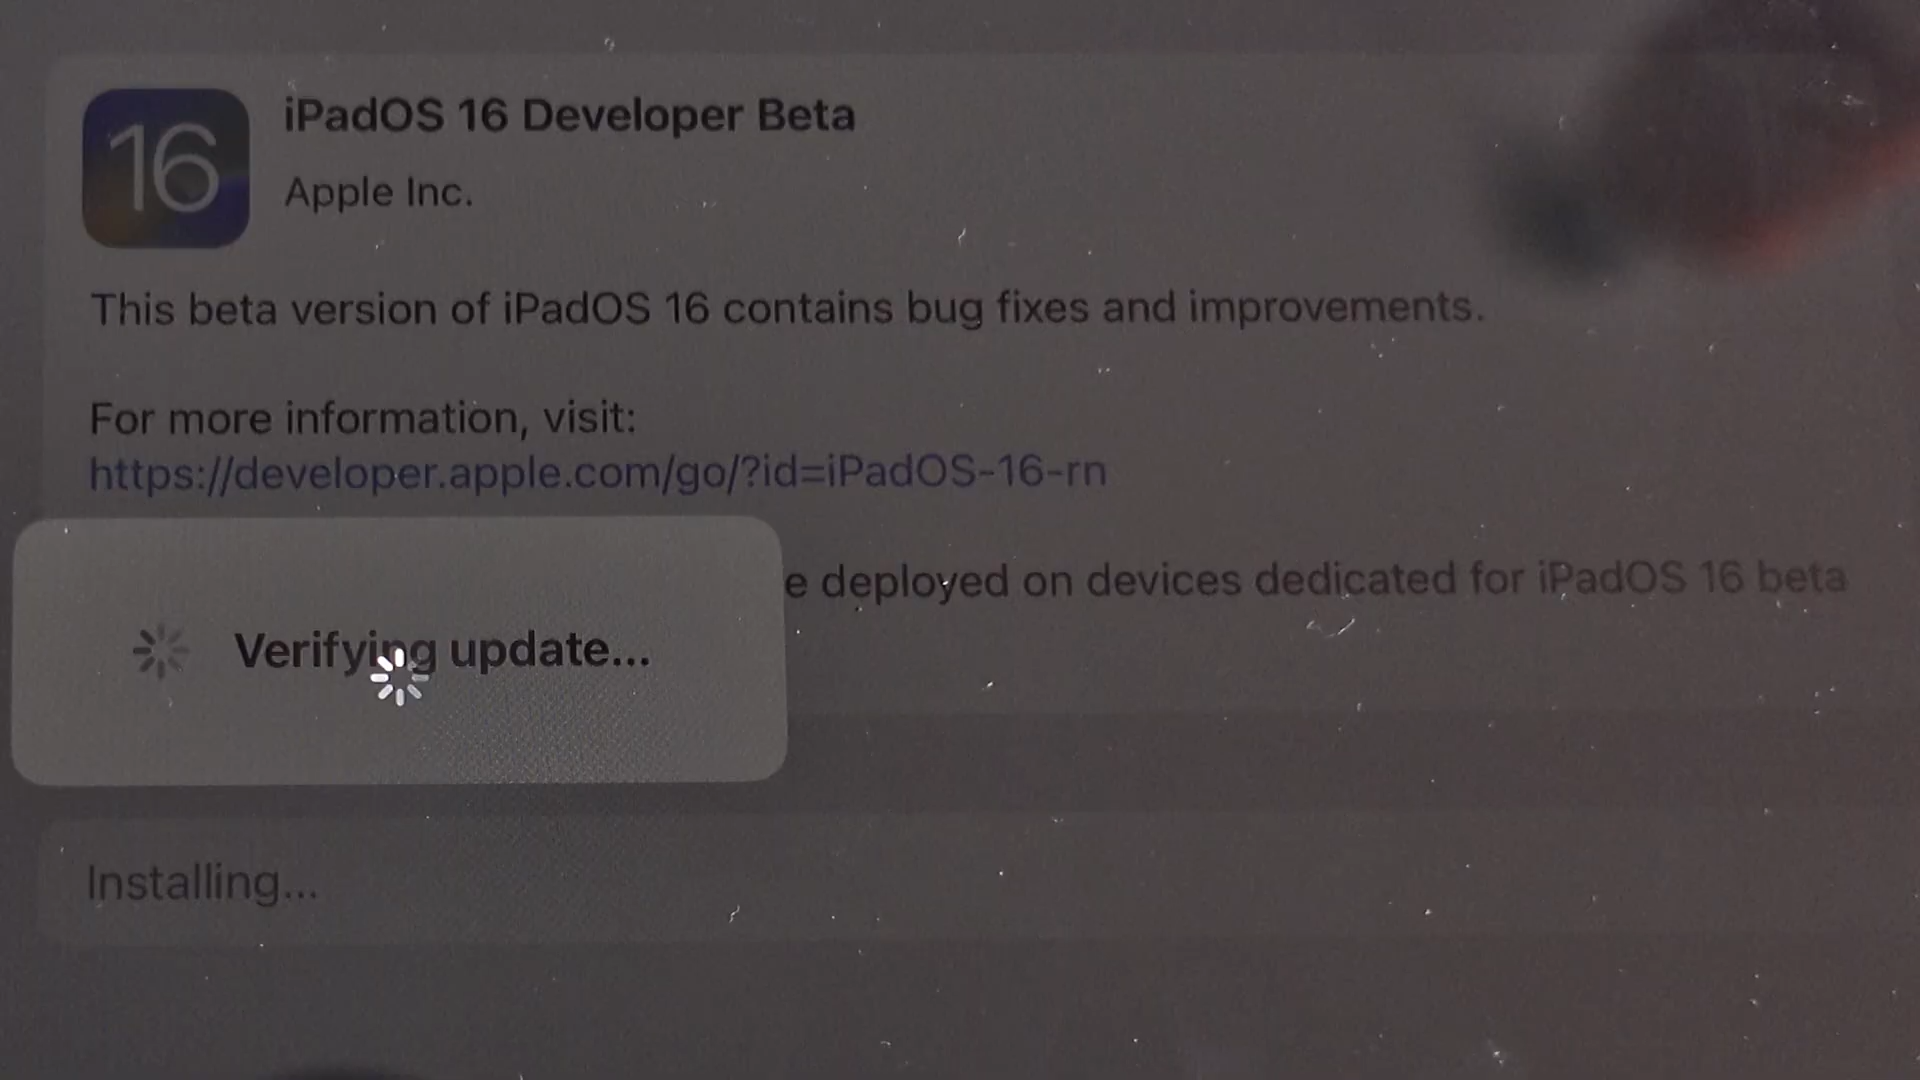 16
iPadOS 16 Developer Beta
Apple Inc.
This beta version of iPadOS 16 contains bug fixes and improvements.
For more information, visit:
https://developer.apple.com/go/?id=iPadOS-16-rn
e deployed on devices dedicated for iPadOS 16 beta
Verifying update...
Installing...